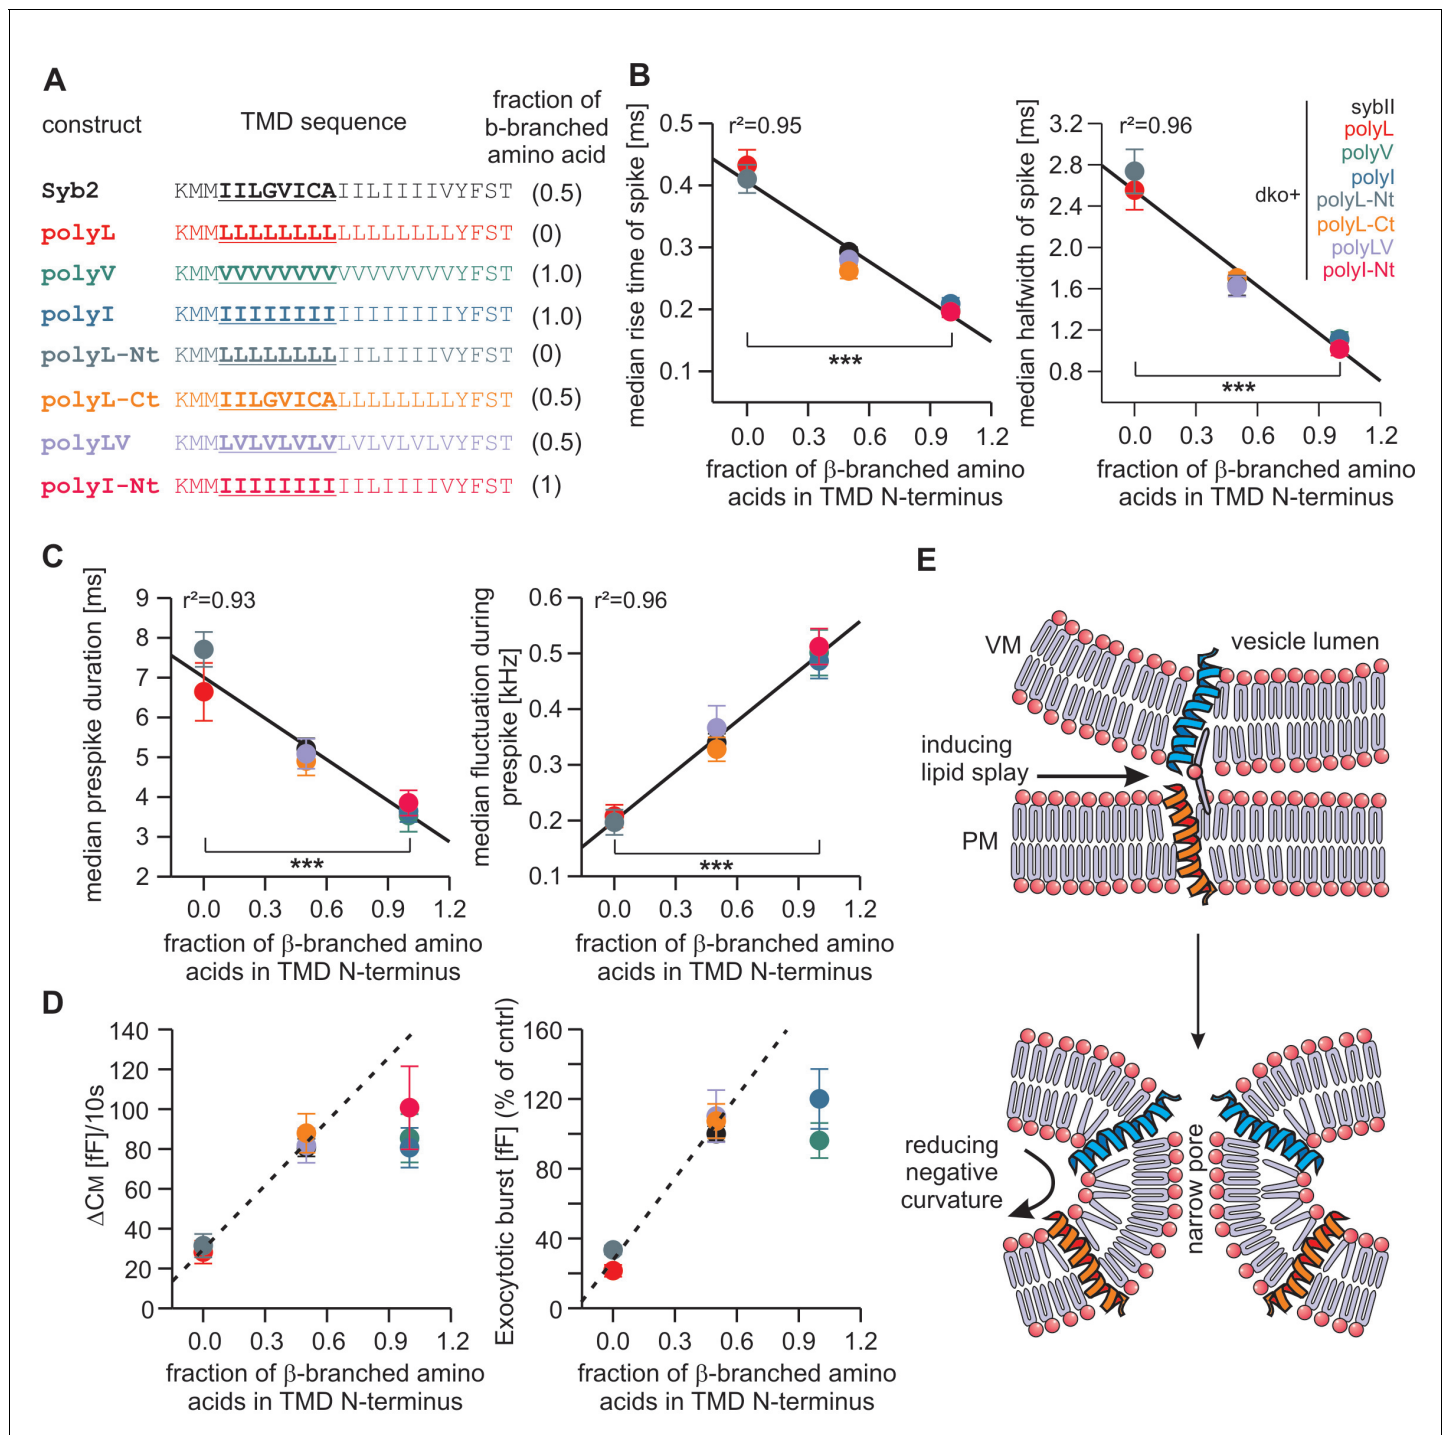 A
construct
TMD sequence
fraction of
b-branched
amino acid
Syb2 KMMIILGVICAIILIIIIVYFST (0.5)
polyL KMMLLLLLLLLLLLLLLLLYFST (0)
polyV KMMVVVVVVVVVVVVVVVVYFST (1.0)
polyI KMMIIIIIIIIIIIIIIIIYFST (1.0)
polyL-Nt KMMLLLLLLLLIILIIIIVYFST (0)
polyL-Ct KMMIILGVICALLLLLLLLYFST (0.5)
polyLV KMMLVLVLVLVLVLVLVLVYFST (0.5)
polyI-Nt KMMIIIIIIIIIILIIIIVYFST (1)
B
median rise time of spike [ms]
r²=0.95
0.5
0.4
0.3
0.2
0.1
***
0.0 0.3 0.6 0.9 1.2
fraction of β-branched amino
acids in TMD N-terminus
median halfwidth of spike [ms]
r²=0.96
3.2
2.8
2.4
2.0
1.6
1.2
0.8
***
0.0 0.3 0.6 0.9 1.2
fraction of β-branched amino
acids in TMD N-terminus
dko+
sybII
polyL
polyV
polyI
polyL-Nt
polyL-Ct
polyLV
polyI-Nt
C
median prespike duration [ms]
r²=0.93
9
8
7
6
5
4
3
2
***
0.0 0.3 0.6 0.9 1.2
fraction of β-branched amino
acids in TMD N-terminus
median fluctuation during
prespike [kHz]
r²=0.96
0.6
0.5
0.4
0.3
0.2
0.1
***
0.0 0.3 0.6 0.9 1.2
fraction of β-branched amino
acids in TMD N-terminus
D
ΔCM [fF]/10s
140
120
100
80
60
40
20
0
0.0 0.3 0.6 0.9 1.2
fraction of β-branched amino
acids in TMD N-terminus
Exocytotic burst [fF] (% of cntrl)
160
120
80
40
0
0.0 0.3 0.6 0.9 1.2
fraction of β-branched amino
acids in TMD N-terminus
E
VM
vesicle lumen
inducing
lipid splay
PM
reducing
negative
curvature
narrow pore